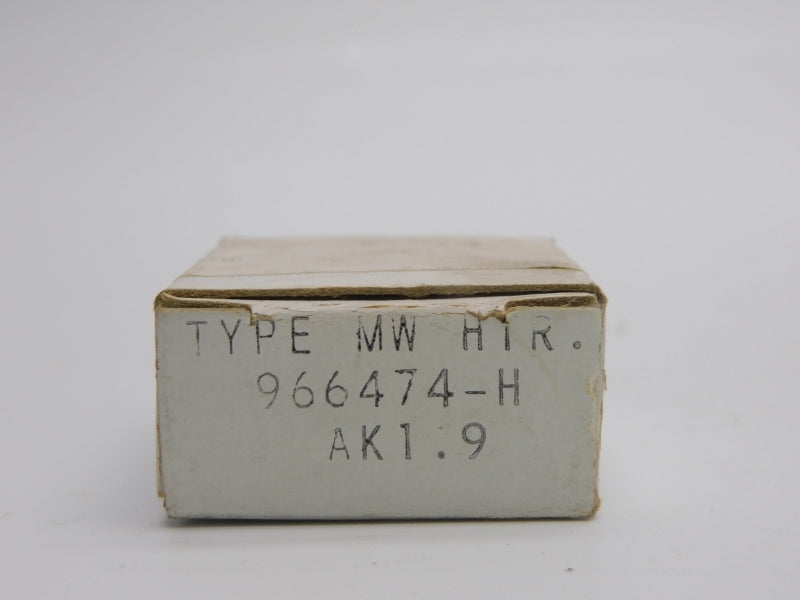 TYPE MW HTR.
966474-H
AK1.9